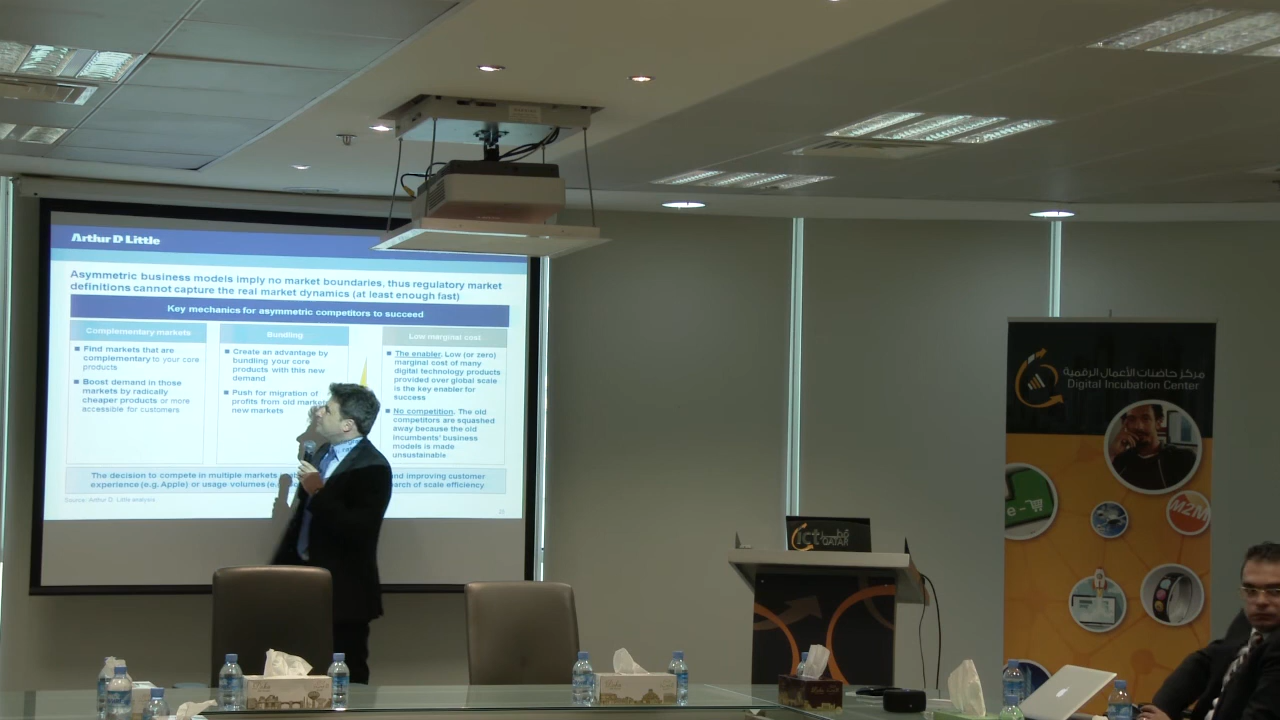 Arthur D Little
Asymmetric business models imply no market boundaries, thus regulatory market
definitions cannot capture the real market dynamics (at least enough fast)
Key mechanics for asymmetric competitors to succeed
Complementary markets
Find markets that are
complementary to your core
products
Boost demand in those
markets by radically
cheaper products or more
accessible for customers
Bundling
Create an advantage by
bundling your core
products with this new
demand
Push for migration of
profits from old market
new markets
Low marginal cost
The enabler. Low (or zero)
marginal cost of many
digital technology products
provided over global scale
is the key enabler for
success
No competition. The old
competitors are squashed
away because the old
incumbents' business
models is made
unsustainable
The decision to compete in multiple markets and improving customer
experience (e.g. Apple) or usage volumes (e. of scale efficiency
Source: Arthur D. Little analysis
مركز حاضنات الأعمال الرقمية
Digital Incubation Center
e-
M2M
ict
QATAR